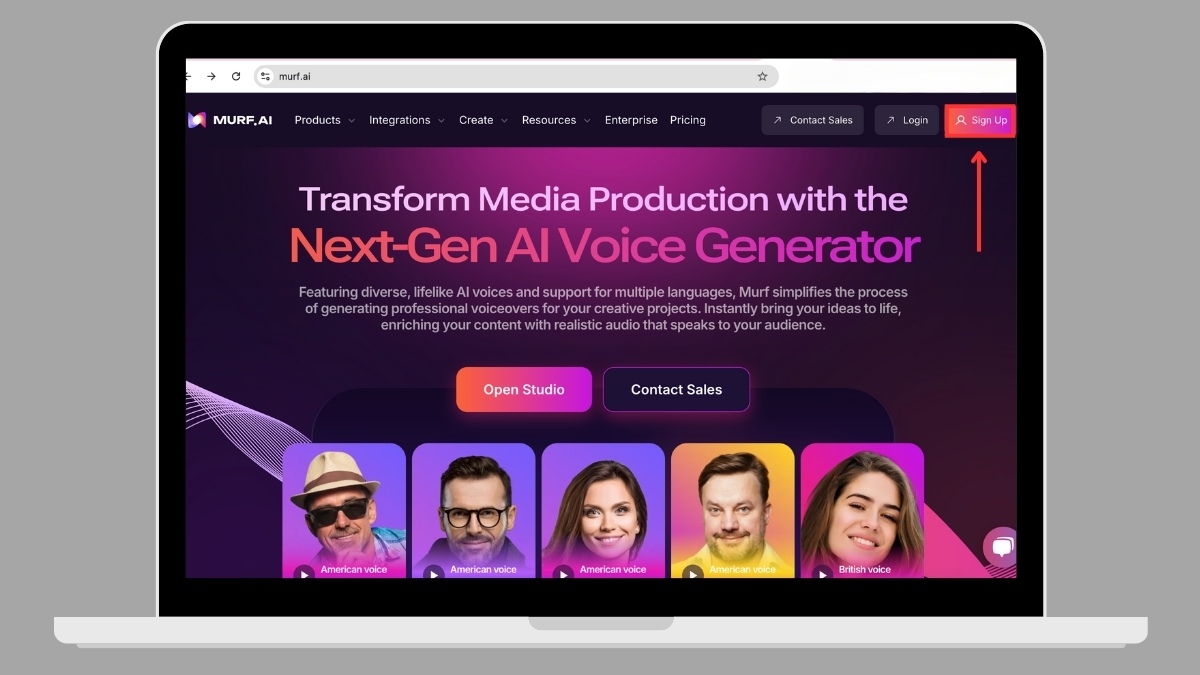 murf.ai
MURF.AI
Products
Integrations
Create
Resources
Enterprise
Pricing
Contact Sales
Login
Sign Up
Transform Media Production with the
Next-Gen AI Voice Generator
Featuring diverse, lifelike AI voices and support for multiple languages, Murf simplifies the process
of generating professional voiceovers for your creative projects. Instantly bring your ideas to life,
enriching your content with realistic audio that speaks to your audience.
Open Studio
Contact Sales
American voice
American voice
American voice
American voice
British voice